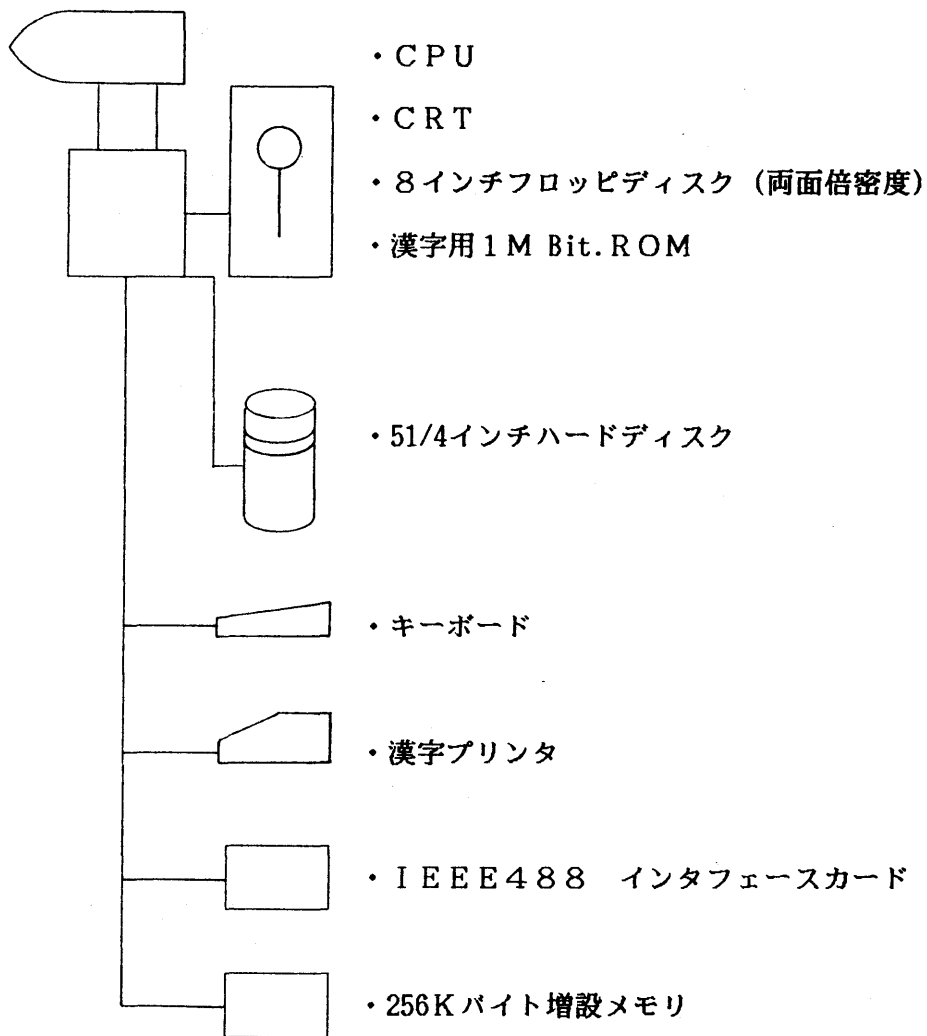 ・ＣＰＵ
・ＣＲＴ
・８インチフロッピディスク（両面倍密度）
・漢字用１Ｍ Bit.ＲＯＭ
・51/4インチハードディスク
・キーボード
・漢字プリンタ
・ＩＥＥＥ４８８　インタフェースカード
・256Ｋバイト増設メモリ